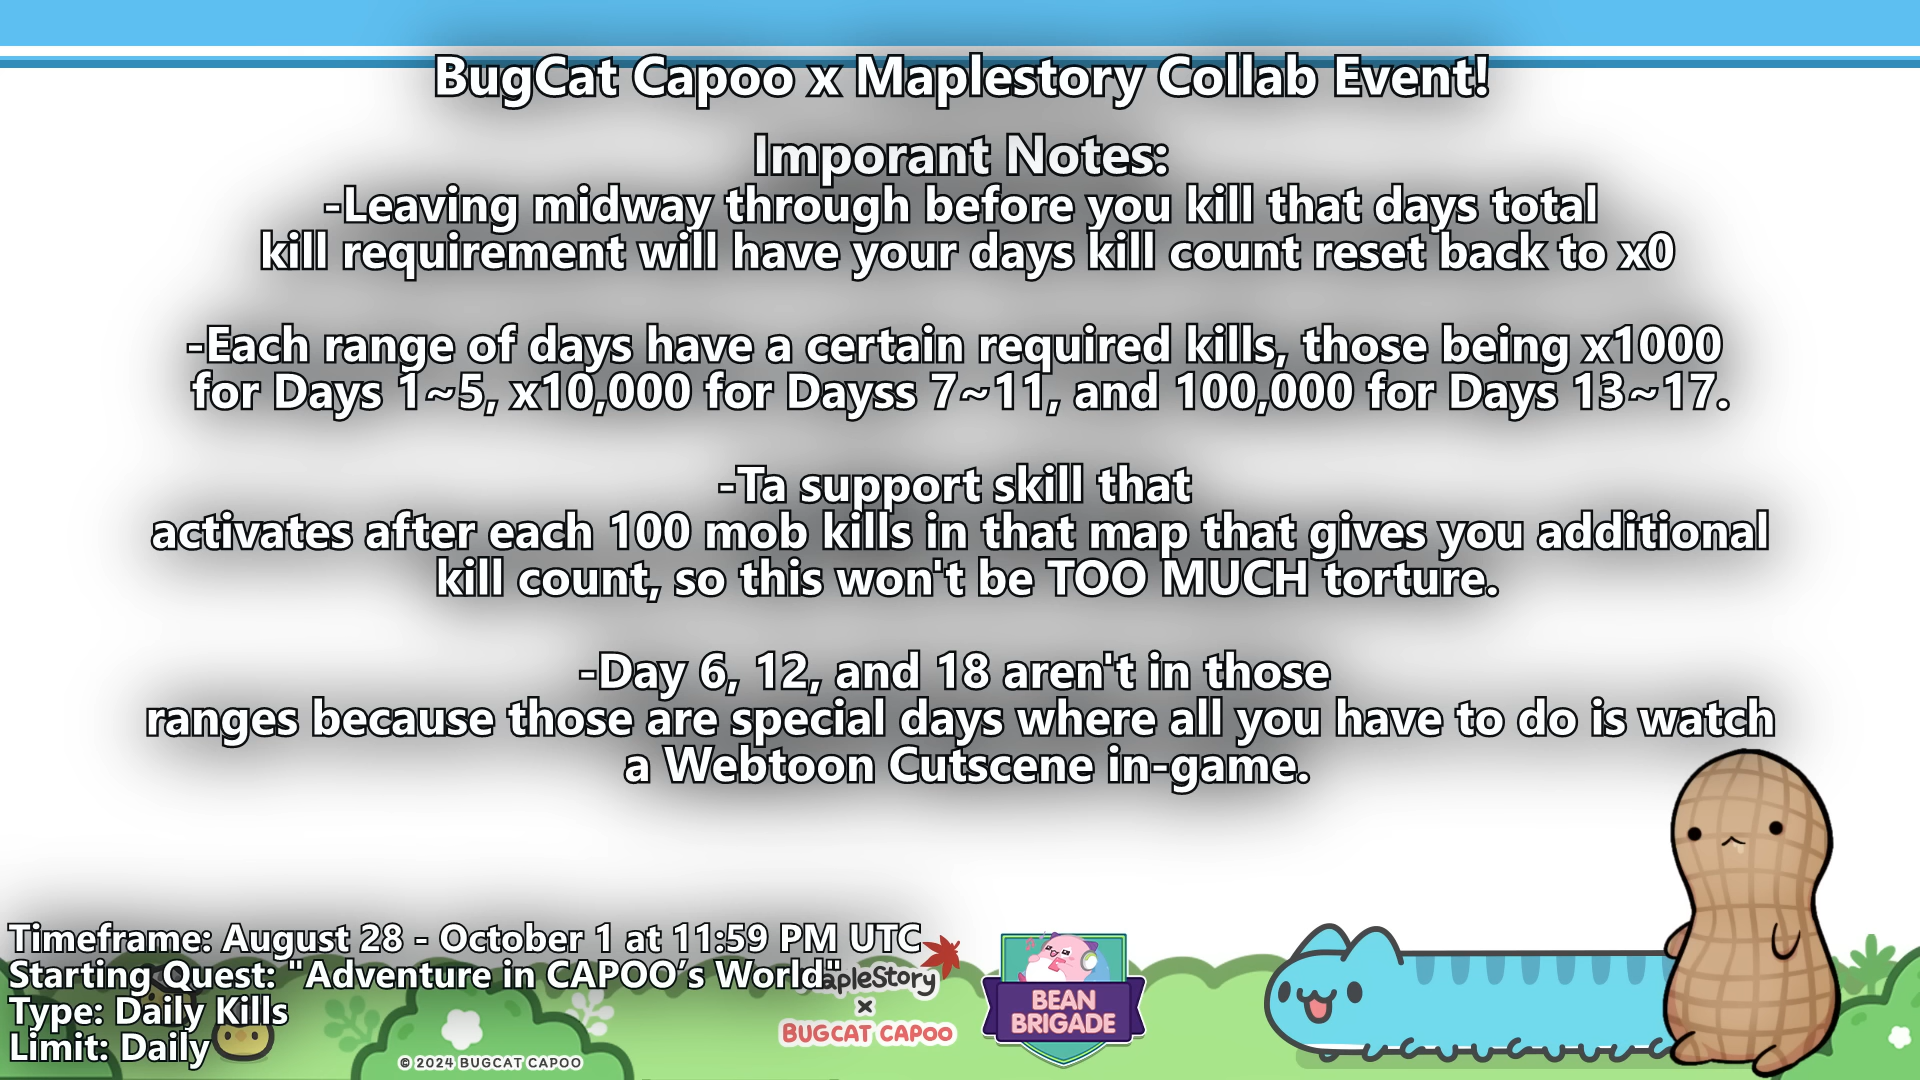 BugCat Capoo x Maplestory Collab Event!
Imporant Notes:
-Leaving midway through before you kill that days total
kill requirement will have your days kill count reset back to x0
-Each range of days have a certain required kills, those being x1000
for Days 1~5, x10,000 for Dayss 7~11, and 100,000 for Days 13~17.
-Ta support skill that
activates after each 100 mob kills in that map that gives you additional
kill count, so this won't be TOO MUCH torture.
-Day 6, 12, and 18 aren't in those
ranges because those are special days where all you have to do is watch
a Webtoon Cutscene in-game.
Timeframe: August 28 - October 1 at 11:59 PM UTC
Starting Quest: "Adventure in CAPOO’s World"
Type: Daily Kills
Limit: Daily
apleStory
x
BUGCAT CAPOO
© 2024 BUGCAT CAPOO
BEAN
BRIGADE